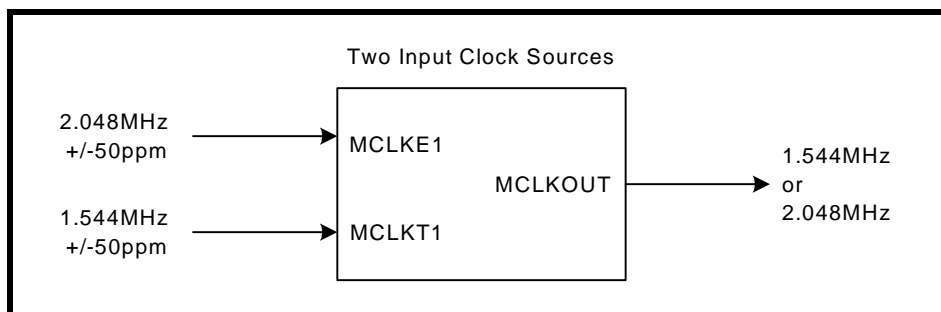 Two Input Clock Sources
2.048MHz
+/-50ppm
MCLKE1
1.544MHz
+/-50ppm
MCLKT1
MCLKOUT
1.544MHz
or
2.048MHz